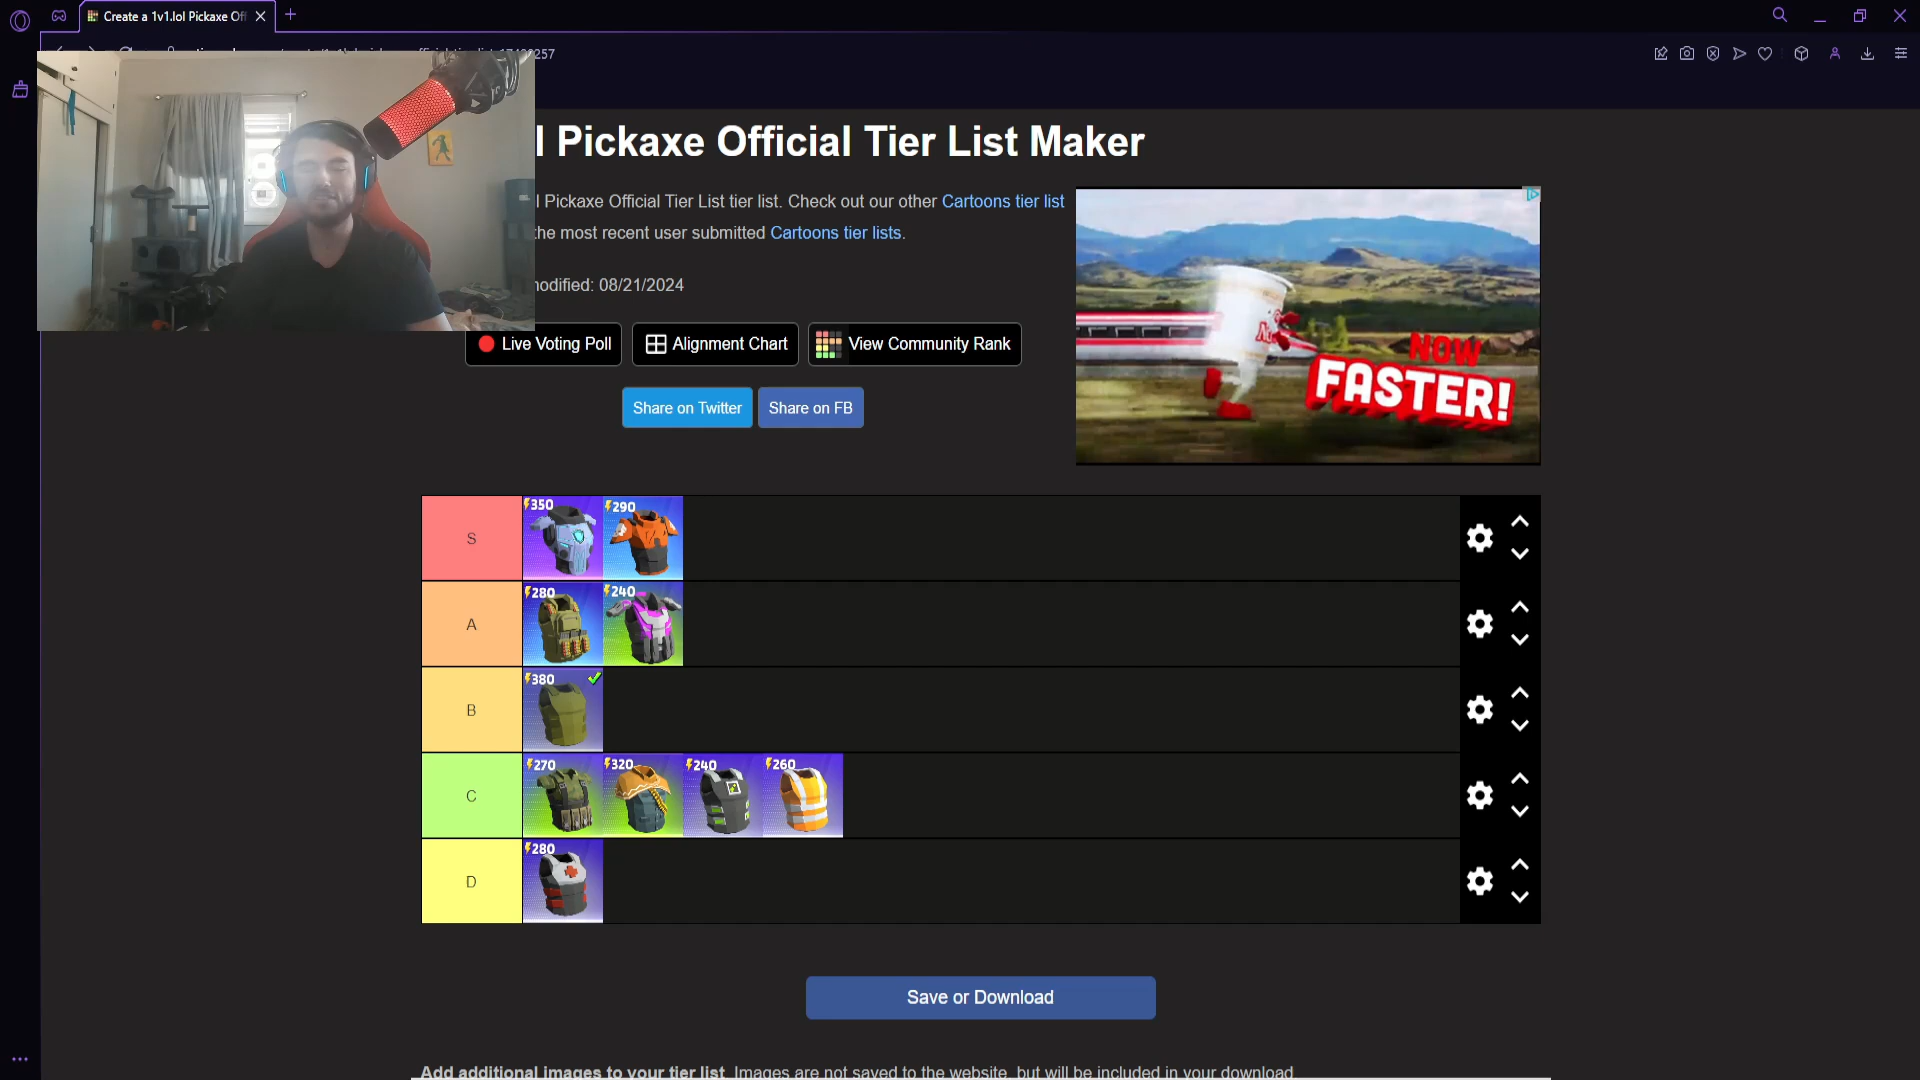 Create a 1v1.lol Pickaxe Off
257
l Pickaxe Official Tier List Maker
l Pickaxe Official Tier List tier list. Check out our other Cartoons tier list
the most recent user submitted Cartoons tier lists.
modified: 08/21/2024
Live Voting Poll
Alignment Chart
View Community Rank
Share on Twitter
Share on FB
NOW
FASTER!
S
350
290
A
280
240
B
380
C
270
320
240
260
D
280
Save or Download
Add additional images to your tier list. Images are not saved to the website, but will be included in your download